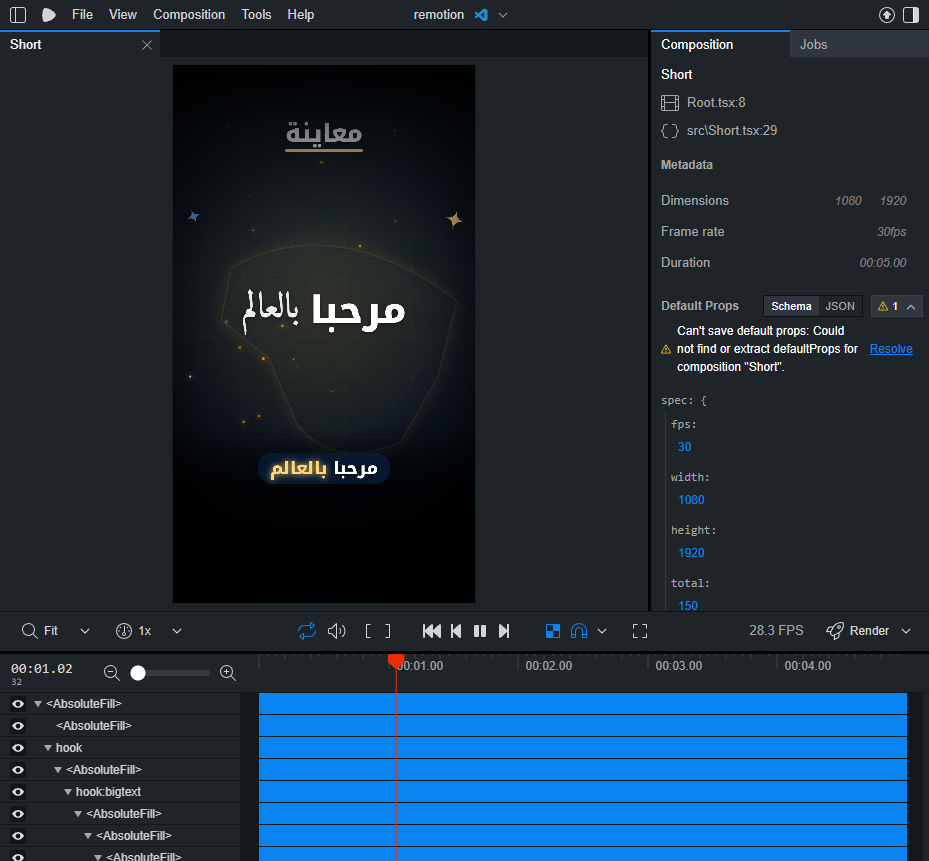 File View Composition Tools Help
remotion
Short
Composition
Jobs
Short
Root.tsx:8
src\Short.tsx:29
Metadata
Dimensions 1080 1920
Frame rate 30fps
Duration 00:05.00
Default Props Schema JSON 1
Can't save default props: Could
not find or extract defaultProps for Resolve
composition "Short".
spec: {
fps:
30
width:
1080
height:
1920
total:
150
معاينة
مرحبا بالعالم
مرحبا بالعالم
Fit 1x [ ] 28.3 FPS Render
00:01.02
32
00:01.00 00:02.00 00:03.00 00:04.00
<AbsoluteFill>
<AbsoluteFill>
hook
<AbsoluteFill>
hook:bigtext
<AbsoluteFill>
<AbsoluteFill>
<AbsoluteFill>